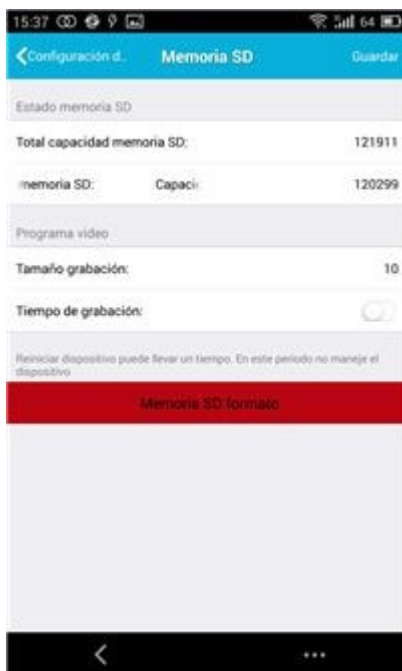 15:37 64
Configuración d.. Memoria SD Guardar
Estado memoria SD
Total capacidad memoria SD: 121911
memoria SD: Capaci 120299
Programa video
Tamaño grabación: 10
Tiempo de grabación:
Reiniciar dispositivo puede llevar un tiempo. En este periodo no maneje el
dispositivo
Memoria SD formato